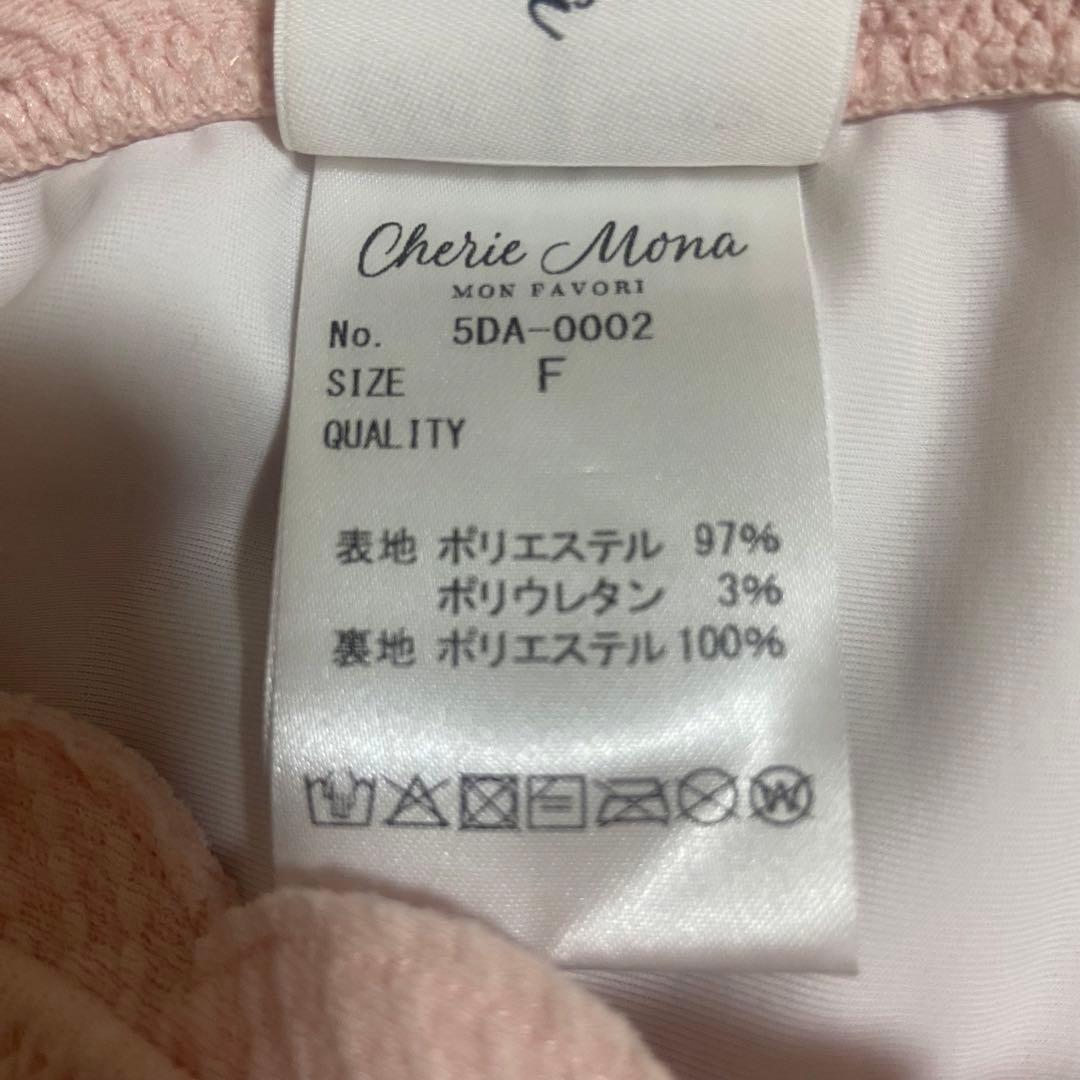 Cherie Mona
MON FAVORI
No. 5DA-0002
SIZE F
QUALITY
表地 ポリエステル 97%
ポリウレタン 3%
裏地 ポリエステル 100%
W